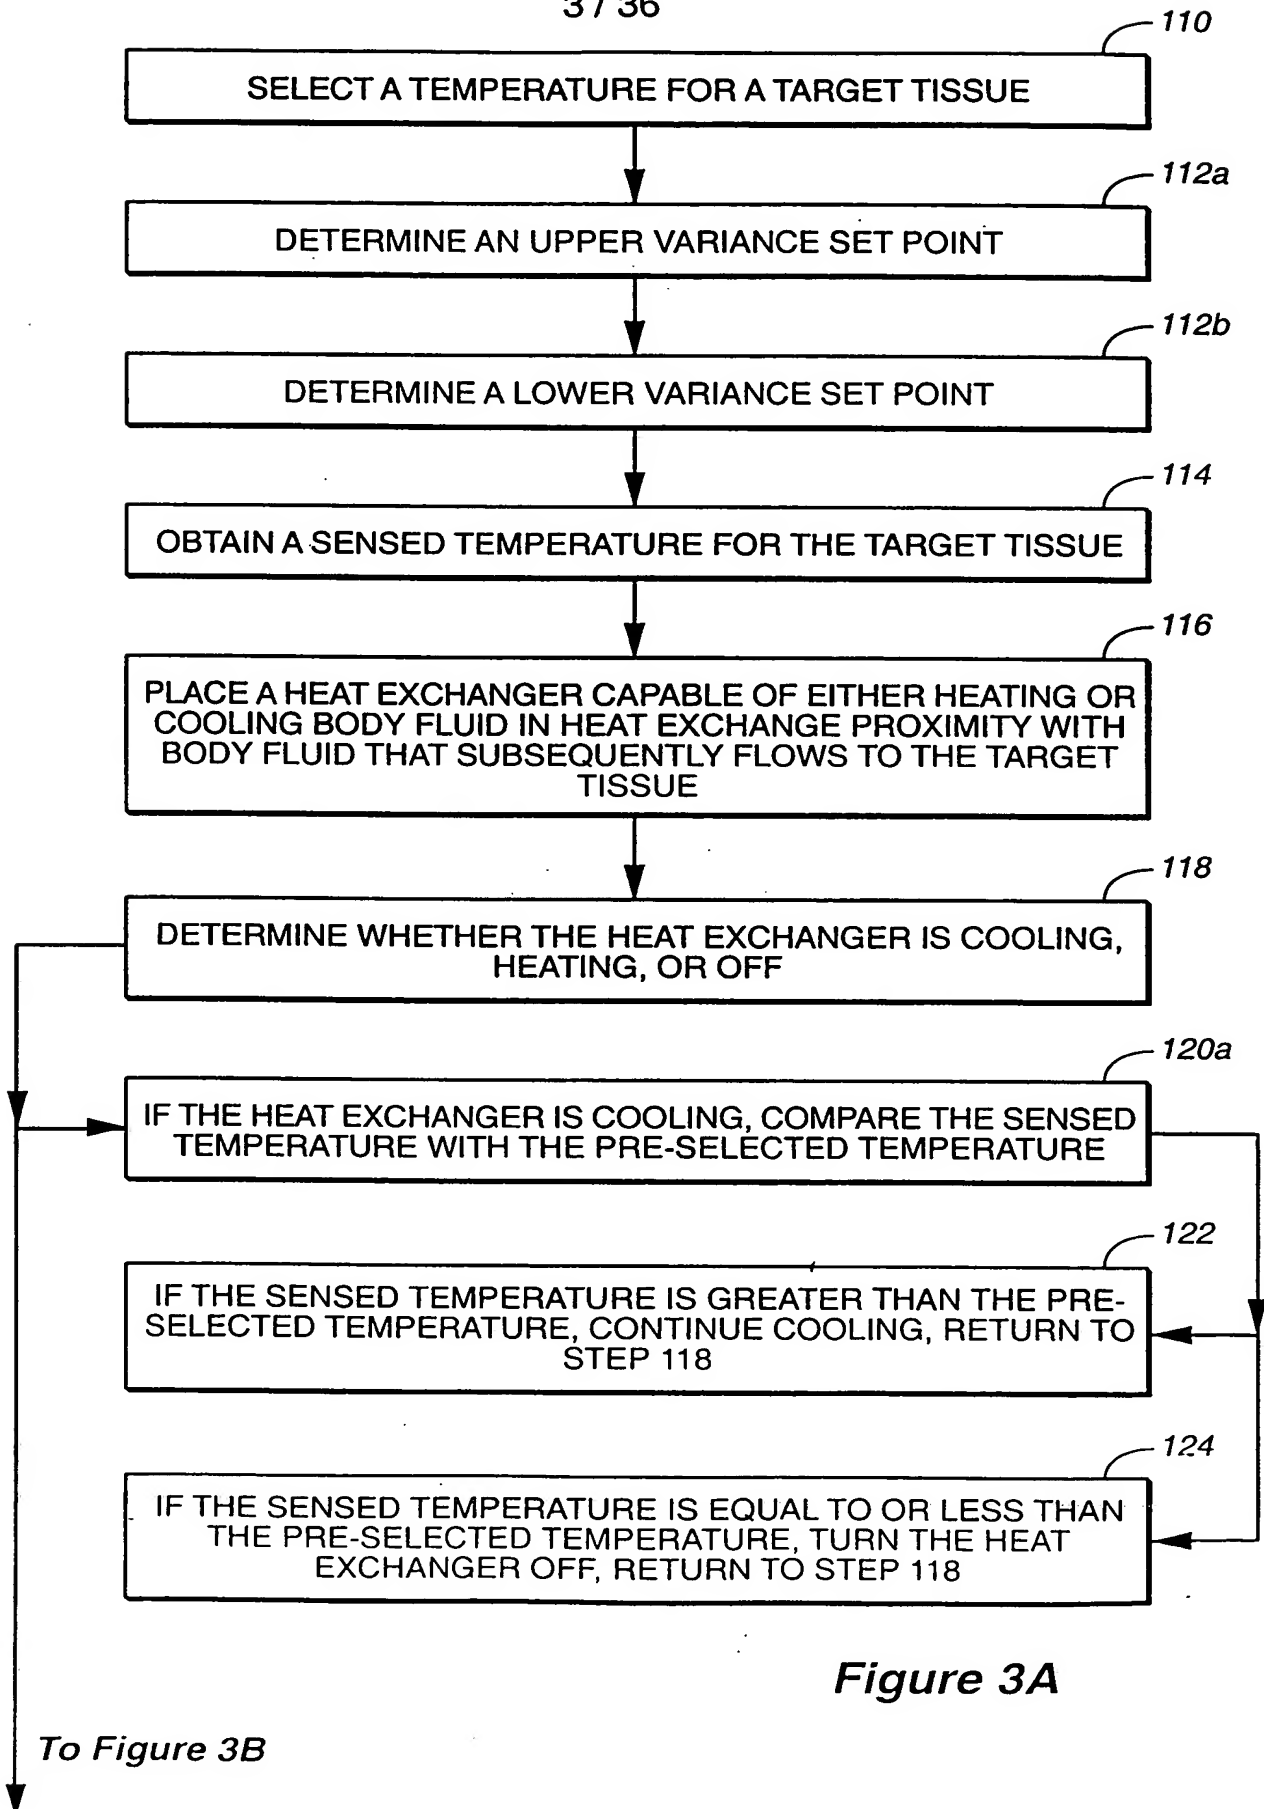 3 / 36
110
SELECT A TEMPERATURE FOR A TARGET TISSUE
112a
DETERMINE AN UPPER VARIANCE SET POINT
112b
DETERMINE A LOWER VARIANCE SET POINT
114
OBTAIN A SENSED TEMPERATURE FOR THE TARGET TISSUE
116
PLACE A HEAT EXCHANGER CAPABLE OF EITHER HEATING OR
COOLING BODY FLUID IN HEAT EXCHANGE PROXIMITY WITH
BODY FLUID THAT SUBSEQUENTLY FLOWS TO THE TARGET
TISSUE
118
DETERMINE WHETHER THE HEAT EXCHANGER IS COOLING,
HEATING, OR OFF
120a
IF THE HEAT EXCHANGER IS COOLING, COMPARE THE SENSED
TEMPERATURE WITH THE PRE-SELECTED TEMPERATURE
122
IF THE SENSED TEMPERATURE IS GREATER THAN THE PRE-
SELECTED TEMPERATURE, CONTINUE COOLING, RETURN TO
STEP 118
124
IF THE SENSED TEMPERATURE IS EQUAL TO OR LESS THAN
THE PRE-SELECTED TEMPERATURE, TURN THE HEAT
EXCHANGER OFF, RETURN TO STEP 118
Figure 3A
To Figure 3B